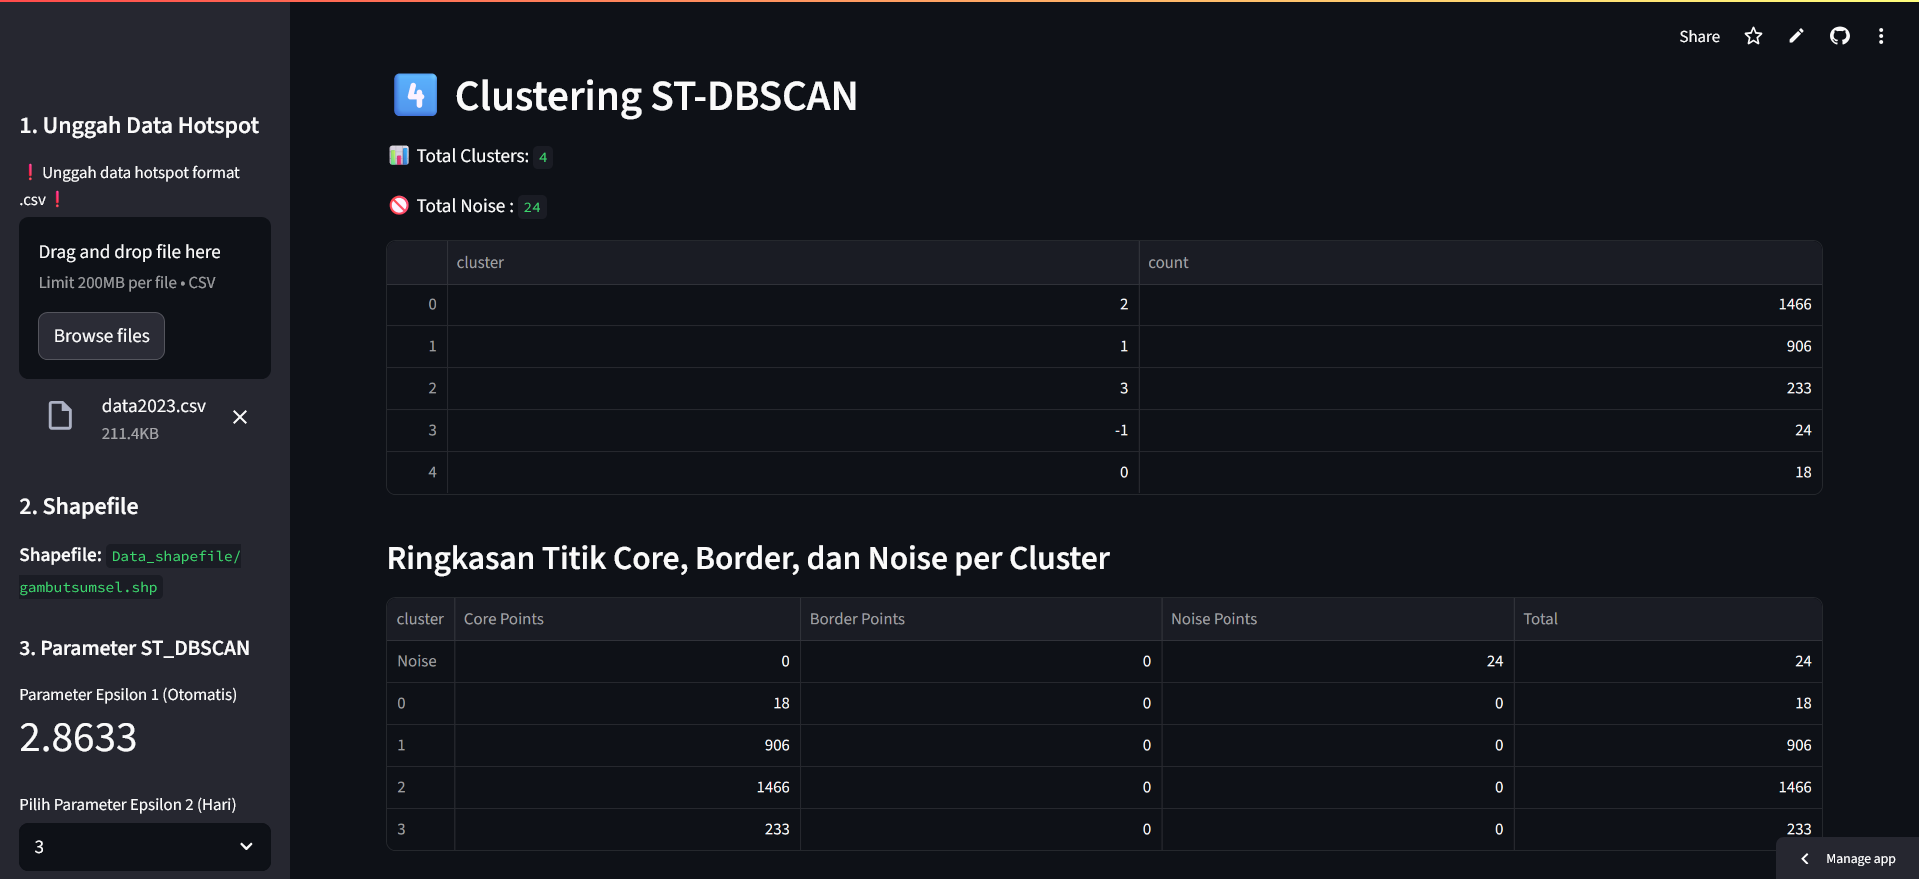 Share
1. Unggah Data Hotspot
❗ Unggah data hotspot format
.csv ❗
Drag and drop file here
Limit 200MB per file • CSV
Browse files
data2023.csv
211.4KB
2. Shapefile
Shapefile: Data_shapefile/
gambutsumsel.shp
3. Parameter ST_DBSCAN
Parameter Epsilon 1 (Otomatis)
2.8633
Pilih Parameter Epsilon 2 (Hari)
3
4️⃣ Clustering ST-DBSCAN
📊 Total Clusters: 4
🚫 Total Noise : 24
cluster count
0 2 1466
1 1 906
2 3 233
3 -1 24
4 0 18
Ringkasan Titik Core, Border, dan Noise per Cluster
cluster Core Points Border Points Noise Points Total
Noise 0 0 24 24
0 18 0 0 18
1 906 0 0 906
2 1466 0 0 1466
3 233 0 0 233
Manage app